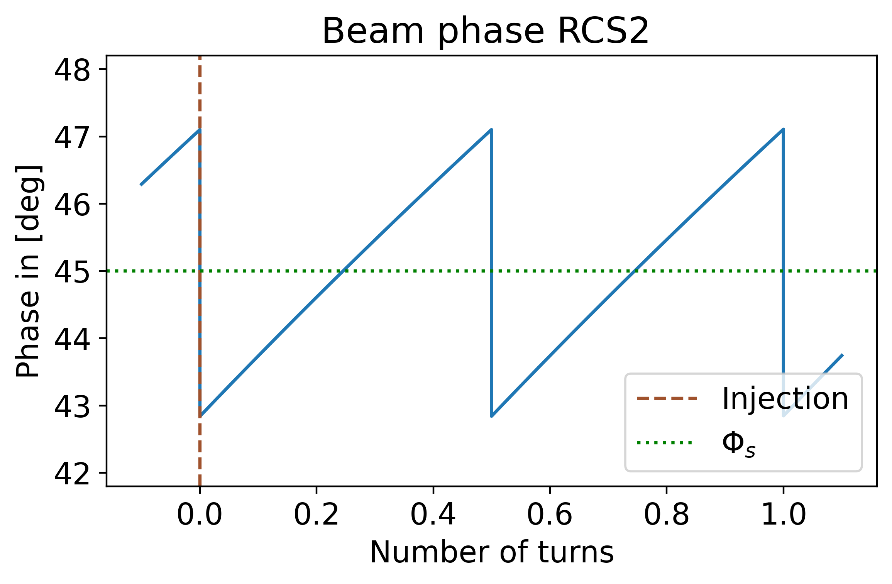 Beam phase RCS2
Phase in [deg]
48
47
46
45
44
43
42
Injection
Φs
0.0 0.2 0.4 0.6 0.8 1.0
Number of turns